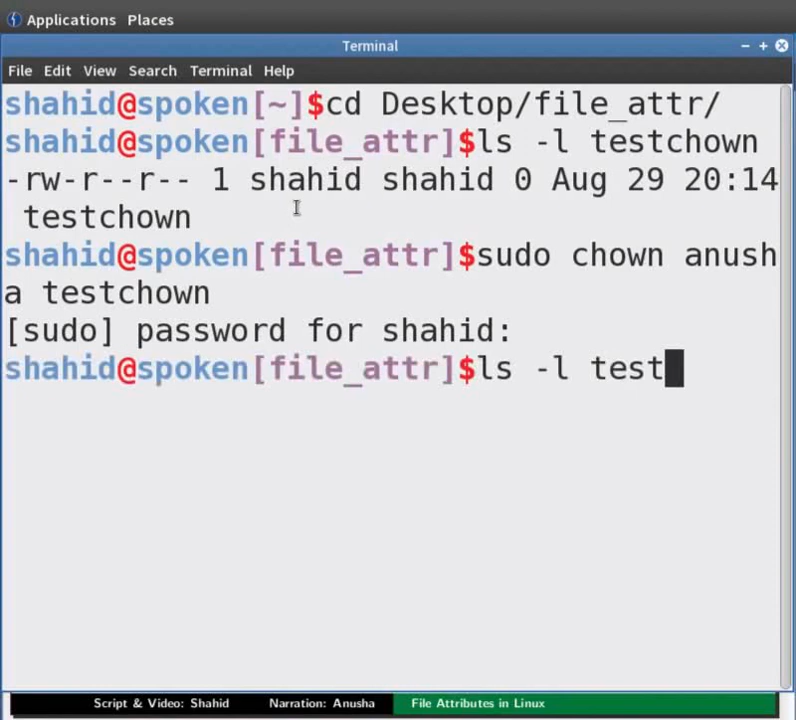 Applications Places
Terminal
File Edit View Search Terminal Help
shahid@spoken[~]$cd Desktop/file_attr/
shahid@spoken[file_attr]$ls -l testchown
-rw-r--r-- 1 shahid shahid 0 Aug 29 20:14
testchown
shahid@spoken[file_attr]$sudo chown anush
a testchown
[sudo] password for shahid:
shahid@spoken[file_attr]$ls -l test
Script & Video: Shahid Narration: Anusha File Attributes in Linux